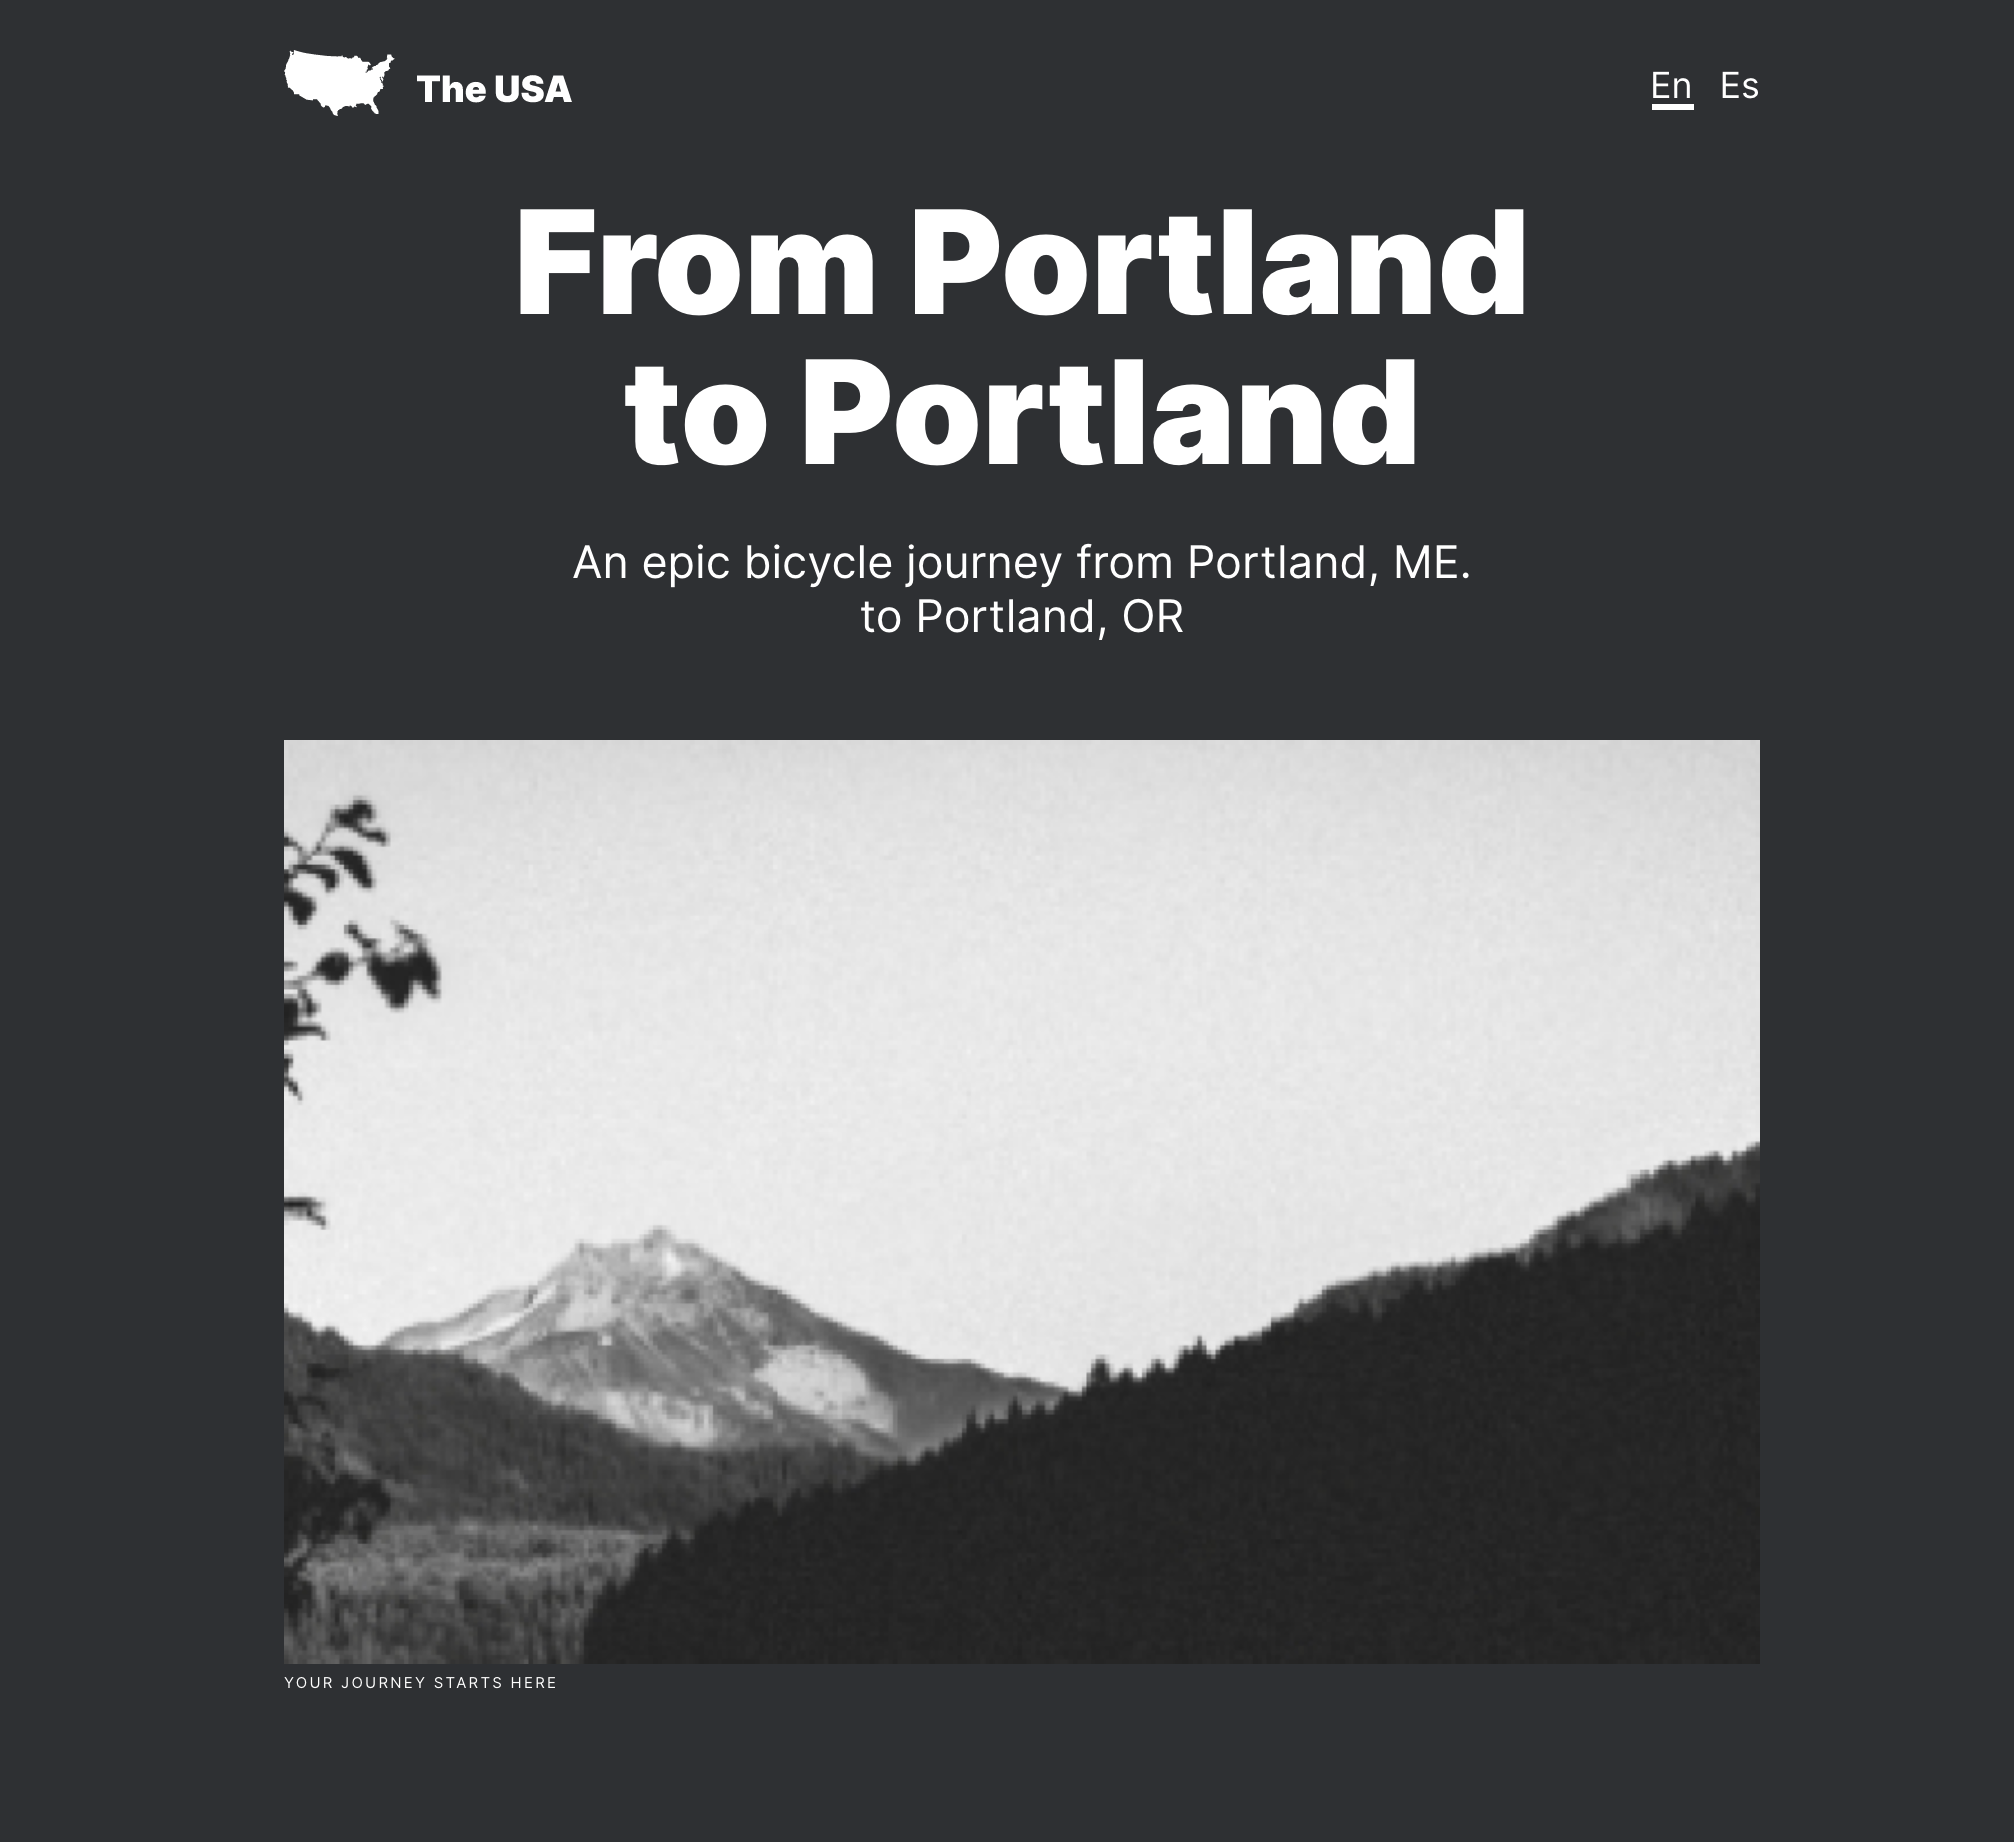 The USA
En Es
From Portland
to Portland
An epic bicycle journey from Portland, ME.
to Portland, OR
YOUR JOURNEY STARTS HERE